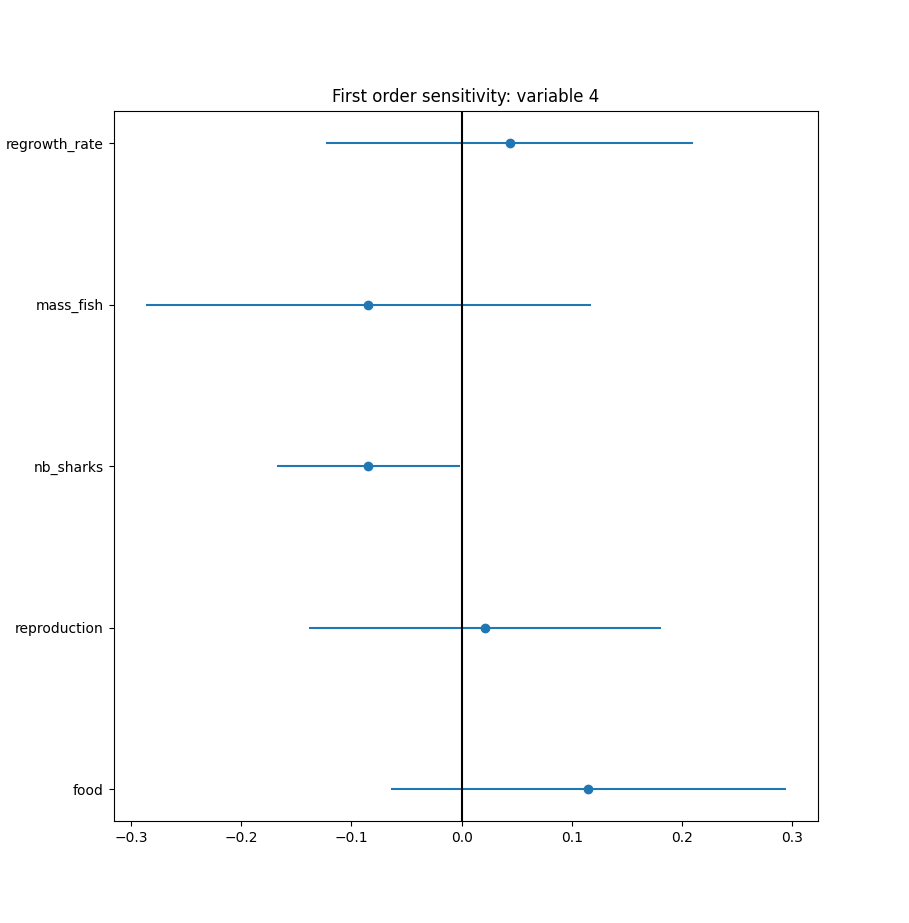 First order sensitivity: variable 4
regrowth_rate
mass_fish
nb_sharks
reproduction
food
−0.3 −0.2 −0.1 0.0 0.1 0.2 0.3